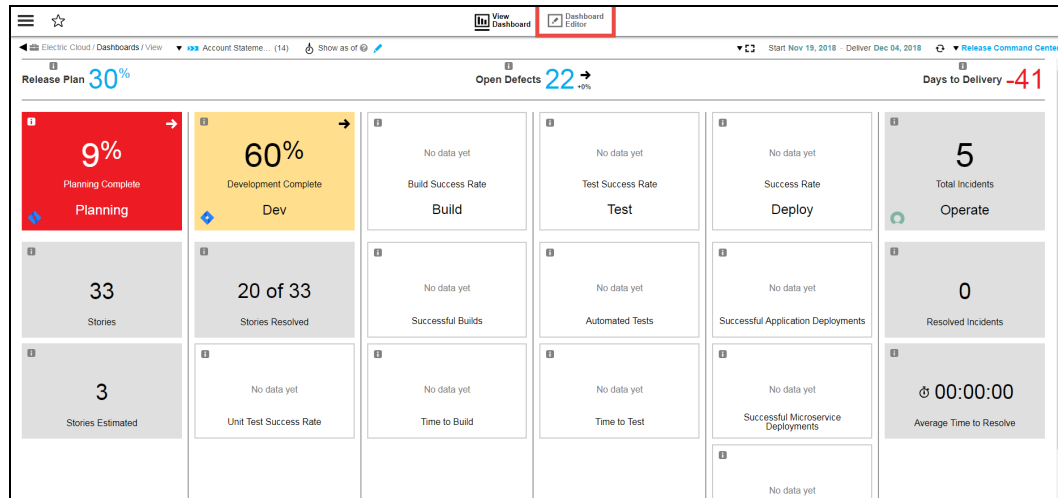 View
Dashboard
Dashboard
Editor
Electric Cloud / Dashboards / View
Account Stateme... (14)
Show as of
Start Nov 19, 2018 - Deliver Dec 04, 2018
Release Command Center
Release Plan 30%
Open Defects 22 +0%
Days to Delivery -41
9%
Planning Complete
Planning
60%
Development Complete
Dev
No data yet
Build Success Rate
Build
No data yet
Test Success Rate
Test
No data yet
Success Rate
Deploy
5
Total Incidents
Operate
33
Stories
20 of 33
Stories Resolved
No data yet
Successful Builds
No data yet
Automated Tests
No data yet
Successful Application Deployments
0
Resolved Incidents
3
Stories Estimated
No data yet
Unit Test Success Rate
No data yet
Time to Build
No data yet
Time to Test
No data yet
Successful Microservice
Deployments
00:00:00
Average Time to Resolve
No data yet